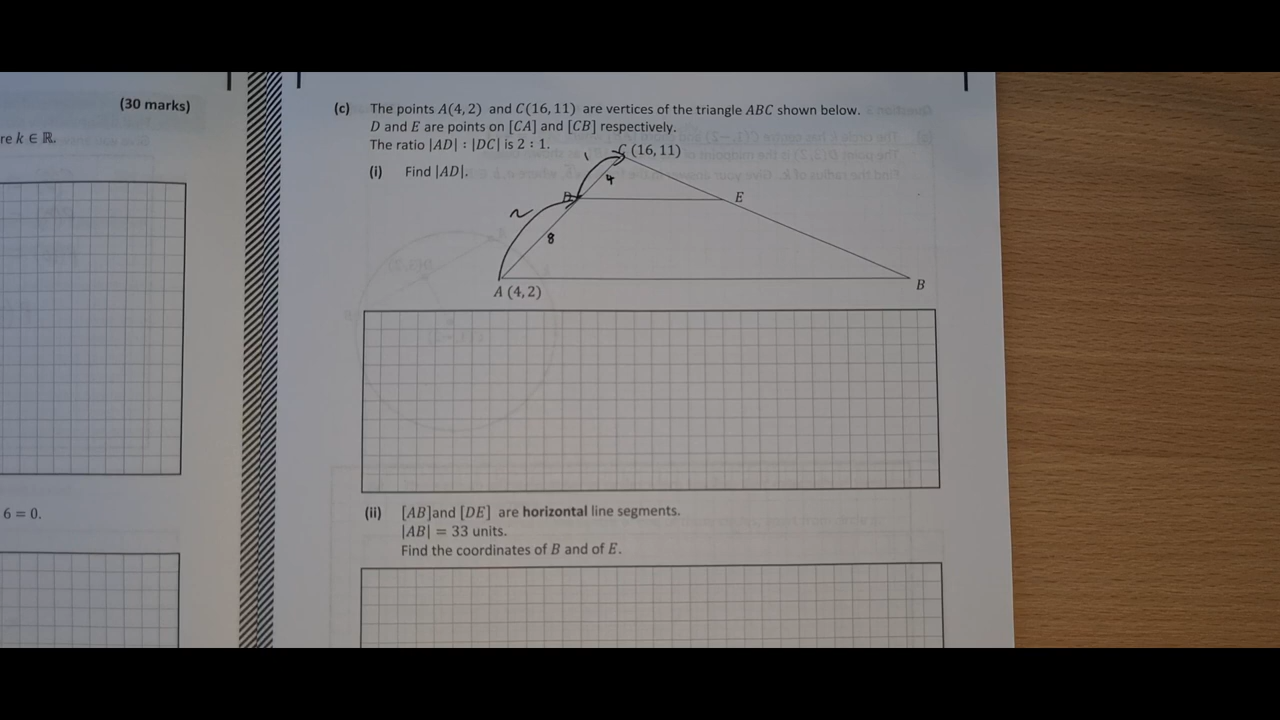 (30 marks)
re k ∈ ℝ.
6 = 0.
(c) The points A(4, 2) and C(16, 11) are vertices of the triangle ABC shown below.
D and E are points on [CA] and [CB] respectively.
The ratio |AD| : |DC| is 2 : 1.
(i) Find |AD|.
C (16, 11)
1
4
D
E
2
8
A (4, 2)
B
(ii) [AB]and [DE] are horizontal line segments.
|AB| = 33 units.
Find the coordinates of B and of E.